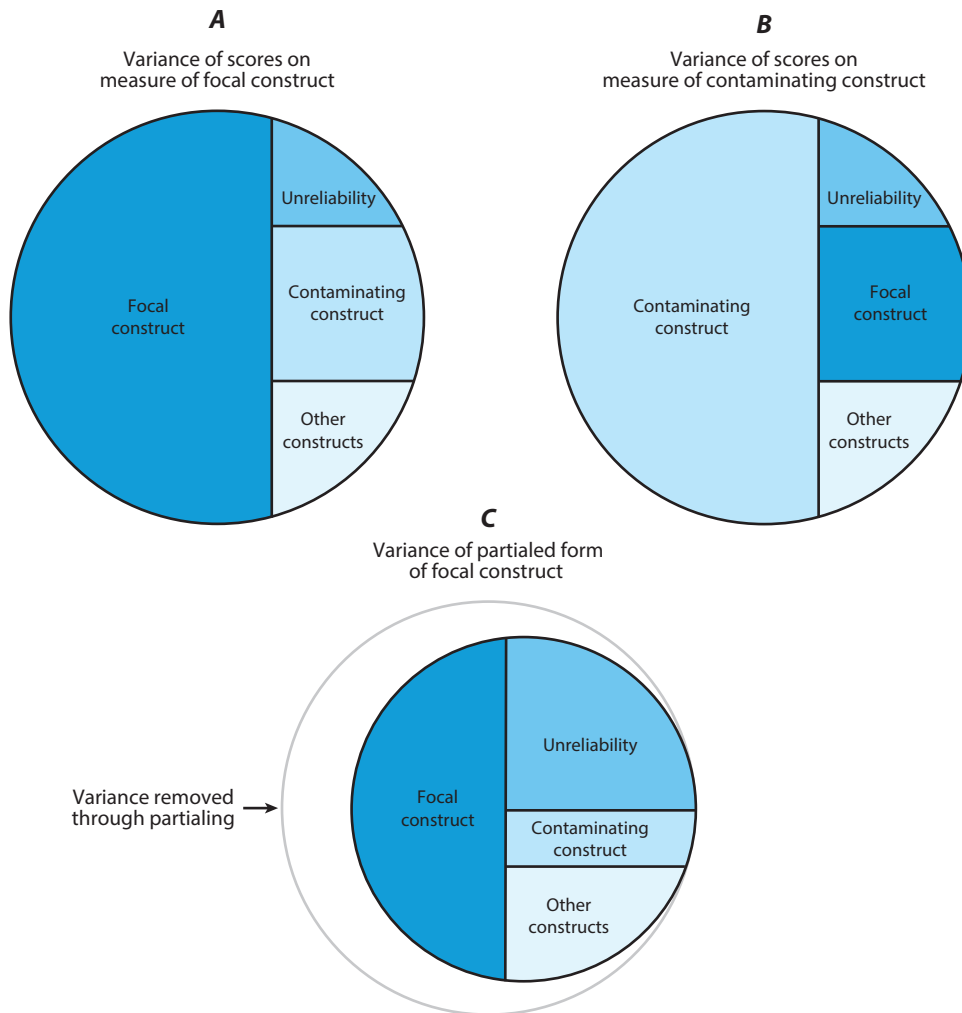 A
Variance of scores on
measure of focal construct
Unreliability
Focal
construct
Contaminating
construct
Other
constructs
B
Variance of scores on
measure of contaminating construct
Unreliability
Contaminating
construct
Focal
construct
Other
constructs
C
Variance of partialed form
of focal construct
Unreliability
Focal
construct
Contaminating
construct
Other
constructs
Variance removed
through partialing